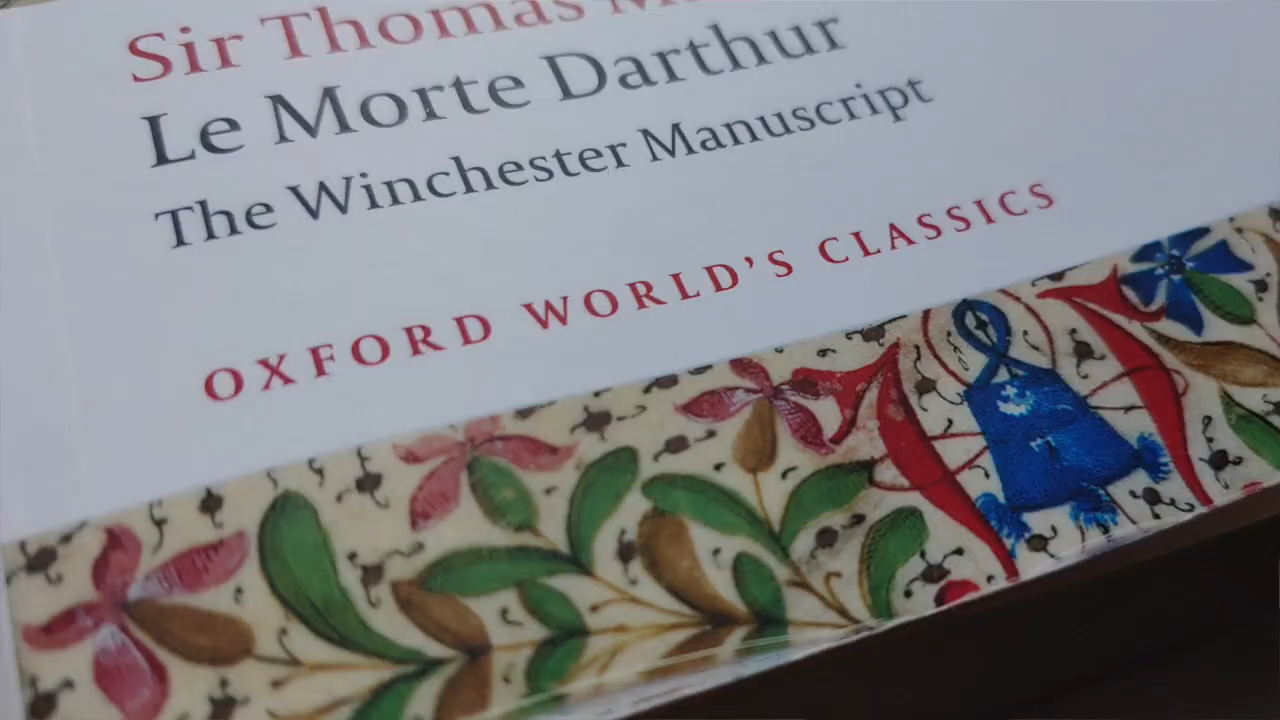 Sir Thomas
Le Morte Darthur
The Winchester Manuscript
OXFORD WORLD'S CLASSICS